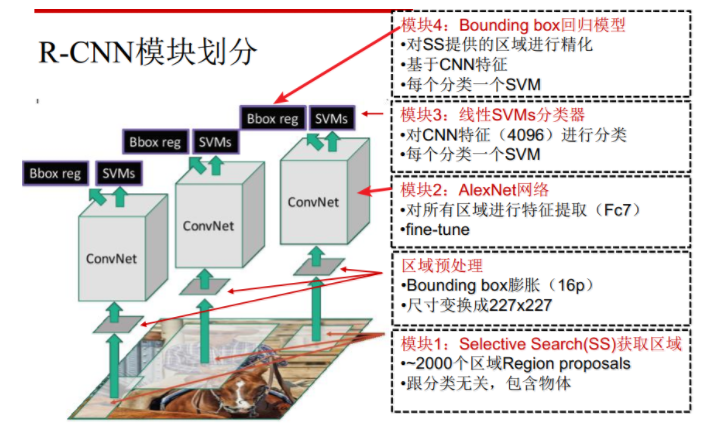 R-CNN模块划分
模块4：Bounding box回归模型
•对SS提供的区域进行精化
•基于CNN特征
•每个分类一个SVM
模块3：线性SVMs分类器
•对CNN特征（4096）进行分类
•每个分类一个SVM
模块2：AlexNet网络
•对所有区域进行特征提取（Fc7）
•fine-tune
区域预处理
•Bounding box膨胀（16p）
•尺寸变换成227x227
模块1：Selective Search(SS)获取区域
•~2000个区域Region proposals
•跟分类无关，包含物体
Bbox reg
SVMs
Bbox reg
SVMs
Bbox reg
SVMs
ConvNet
ConvNet
ConvNet